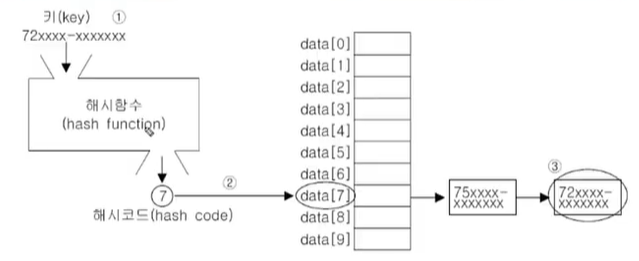 키(key) ①
72xxxx-xxxxxxx
해시함수
(hash function)
⑦
해시코드(hash code)
②
data[0]
data[1]
data[2]
data[3]
data[4]
data[5]
data[6]
data[7]
data[8]
data[9]
75xxxx-
xxxxxxx
③
72xxxx-
xxxxxxx